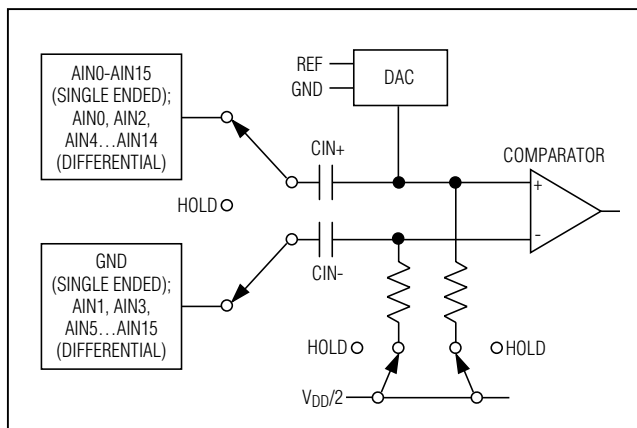 AIN0-AIN15
(SINGLE ENDED);
AIN0, AIN2,
AIN4…AIN14
(DIFFERENTIAL)
REF
GND
DAC
CIN+
COMPARATOR
+
-
HOLD
GND
(SINGLE ENDED);
AIN1, AIN3,
AIN5…AIN15
(DIFFERENTIAL)
CIN-
HOLD
HOLD
VDD/2